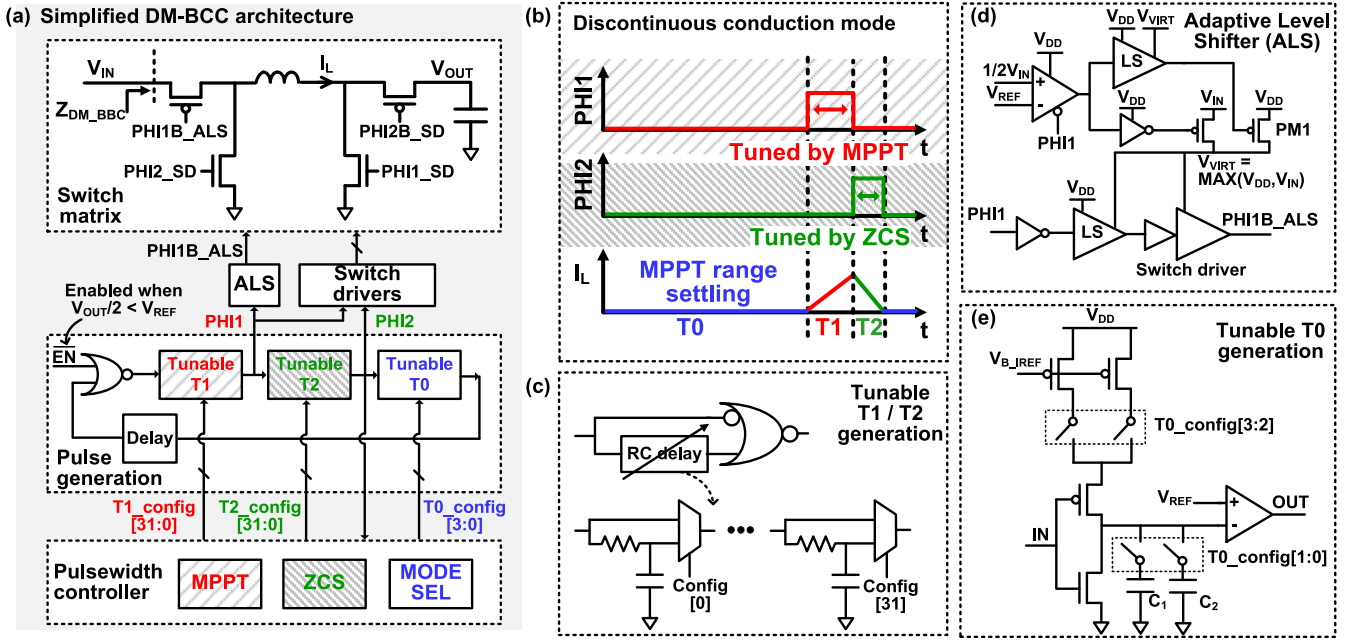 (a) Simplified DM-BCC architecture
V_IN
I_L
V_OUT
Z_DM_BBC
PHI1B_ALS
PHI2B_SD
PHI2_SD
PHI1_SD
Switch
matrix
PHI1B_ALS
ALS
Switch
drivers
Enabled when
V_OUT/2 < V_REF
PHI1
PHI2
EN
Tunable
T1
Tunable
T2
Tunable
T0
Delay
Pulse
generation
T1_config
[31:0]
T2_config
[31:0]
T0_config
[3:0]
Pulsewidth
controller
MPPT
ZCS
MODE
SEL
(b)
Discontinuous conduction mode
PHI1
Tuned by MPPT
t
PHI2
Tuned by ZCS
t
I_L
MPPT range
settling
T0
T1
T2
t
(c)
Tunable
T1 / T2
generation
RC delay
Config
[0]
Config
[31]
(d)
Adaptive Level
Shifter (ALS)
V_DD
V_VIRT
V_DD
LS
1/2V_IN
V_REF
+
-
PHI1
V_DD
V_IN
V_DD
PM1
V_VIRT =
MAX(V_DD,V_IN)
V_DD
PHI1
LS
PHI1B_ALS
Switch driver
(e)
Tunable T0
generation
V_DD
V_B_IREF
T0_config[3:2]
V_REF
+
-
OUT
IN
T0_config[1:0]
C_1
C_2